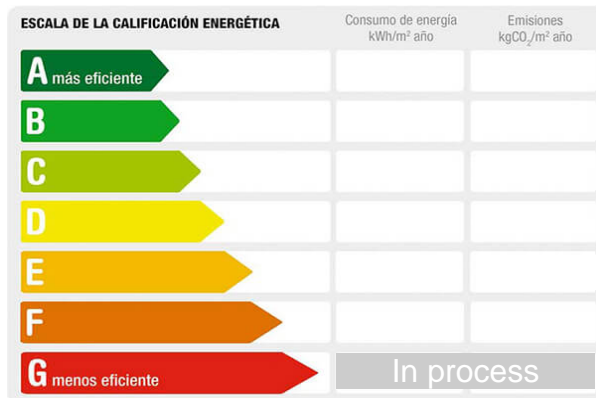 ESCALA DE LA CALIFICACIÓN ENERGÉTICA
Consumo de energía
kWh/m² año
Emisiones
kgCO₂/m² año
A más eficiente
B
C
D
E
F
G menos eficiente
In process